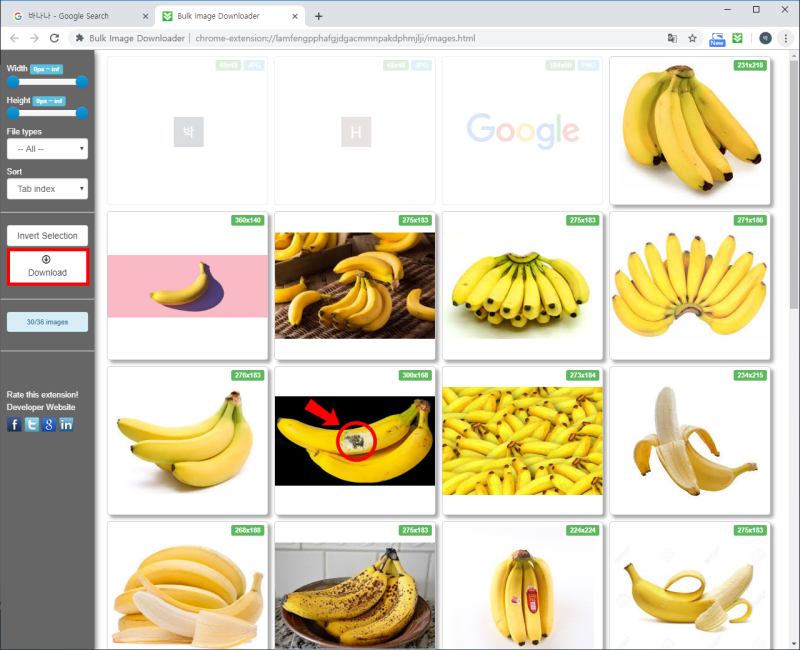 바나나 - Google Search
Bulk Image Downloader
Bulk Image Downloader | chrome-extension://lamfengpphafgjdgacmmnpakdphmjlji/images.html
New
박
Width 0px ~ inf
Height 0px ~ inf
File types
-- All --
Sort
Tab index
Invert Selection
Download
30/36 images
Rate this extension!
Developer Website
48x48 JPG
박
48x48 JPG
H
184x60 PNG
Google
231x218
360x140
275x183
275x183
271x186
276x183
300x168
273x184
234x215
268x188
275x183
224x224
275x183